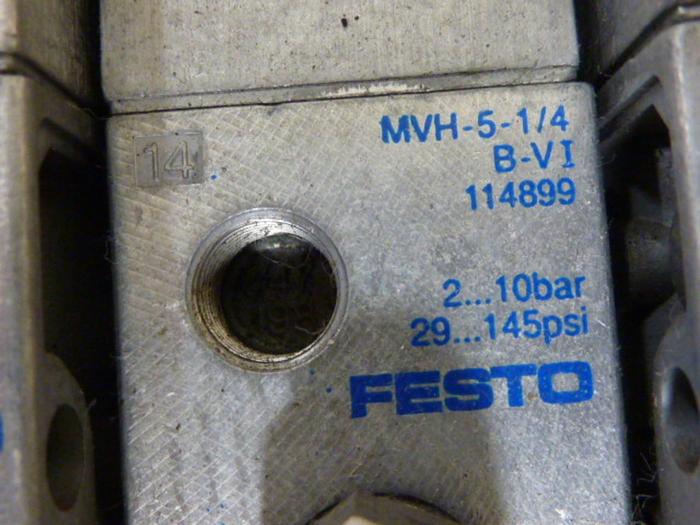 14
MVH-5-1/4
B-VI
114899
2...10bar
29...145psi
FESTO